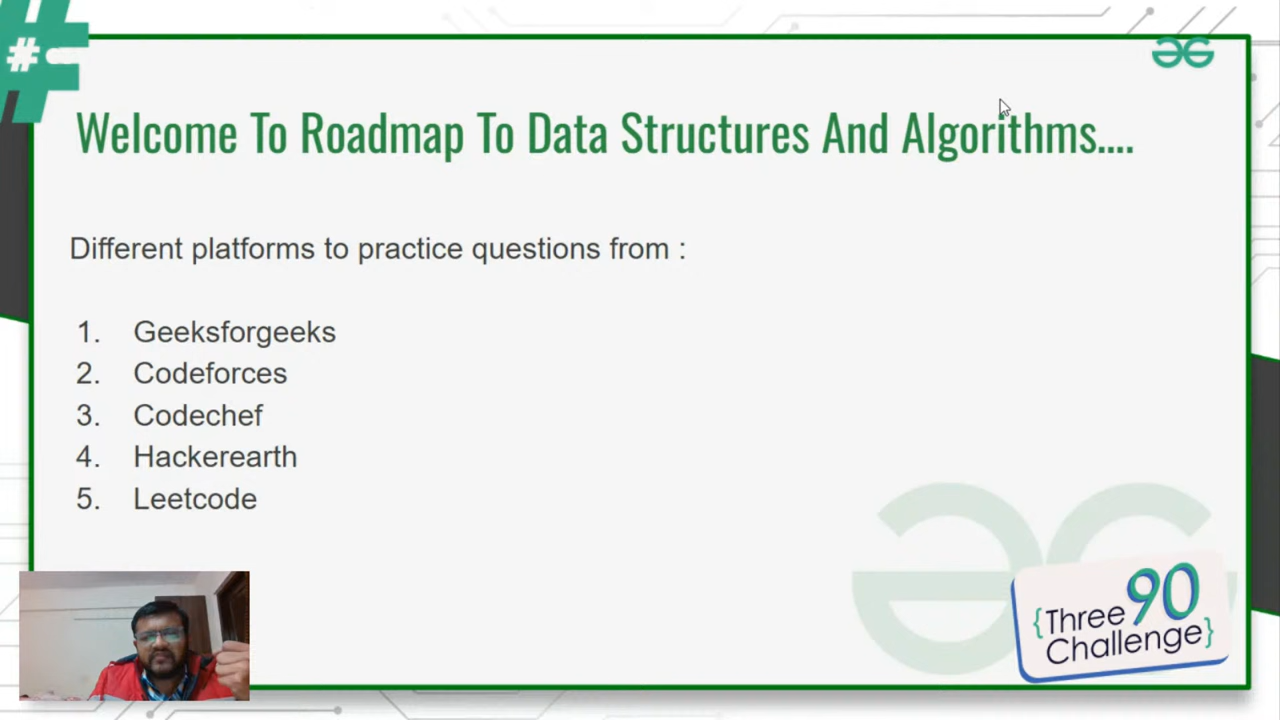 #
Welcome To Roadmap To Data Structures And Algorithms....
Different platforms to practice questions from :
1. Geeksforgeeks
2. Codeforces
3. Codechef
4. Hackerearth
5. Leetcode
{Three 90
Challenge}